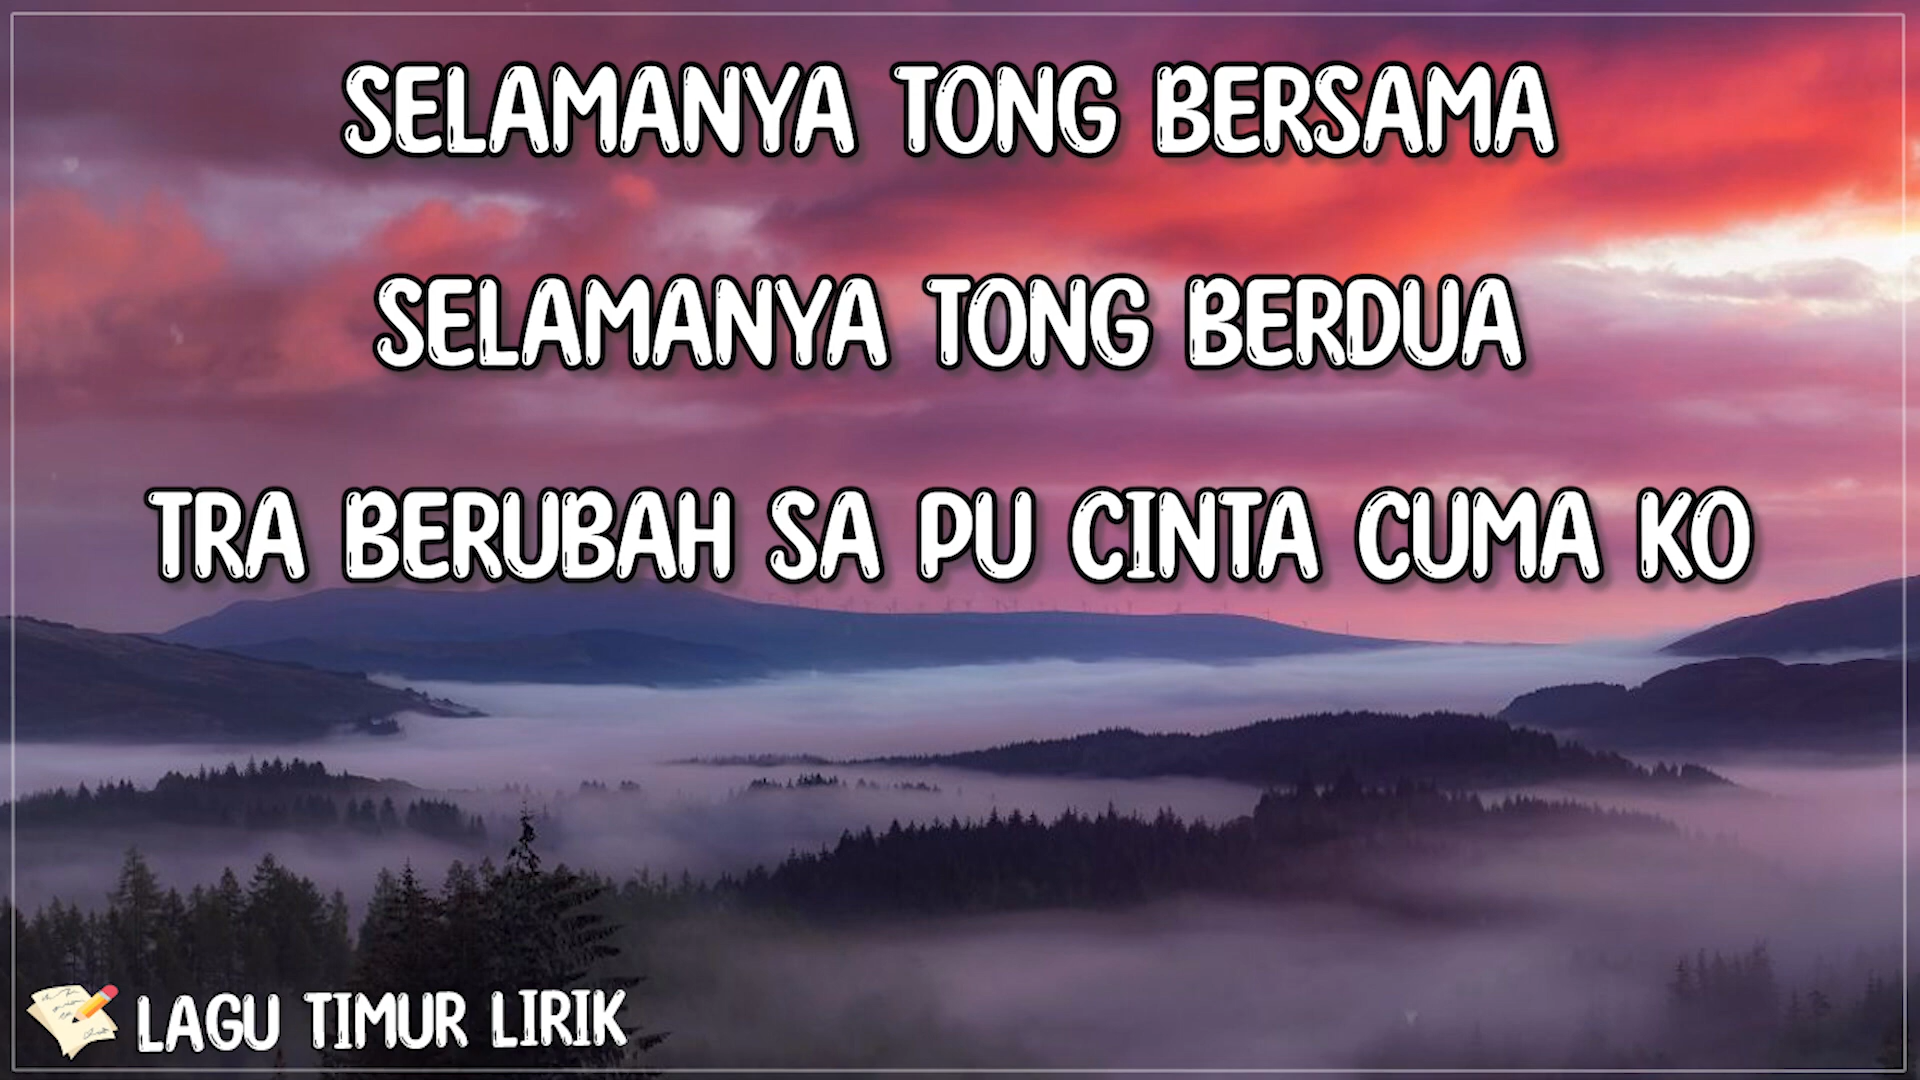 SELAMANYA TONG BERSAMA
SELAMANYA TONG BERDUA
TRA BERUBAH SA PU CINTA CUMA KO
LAGU TIMUR LIRIK